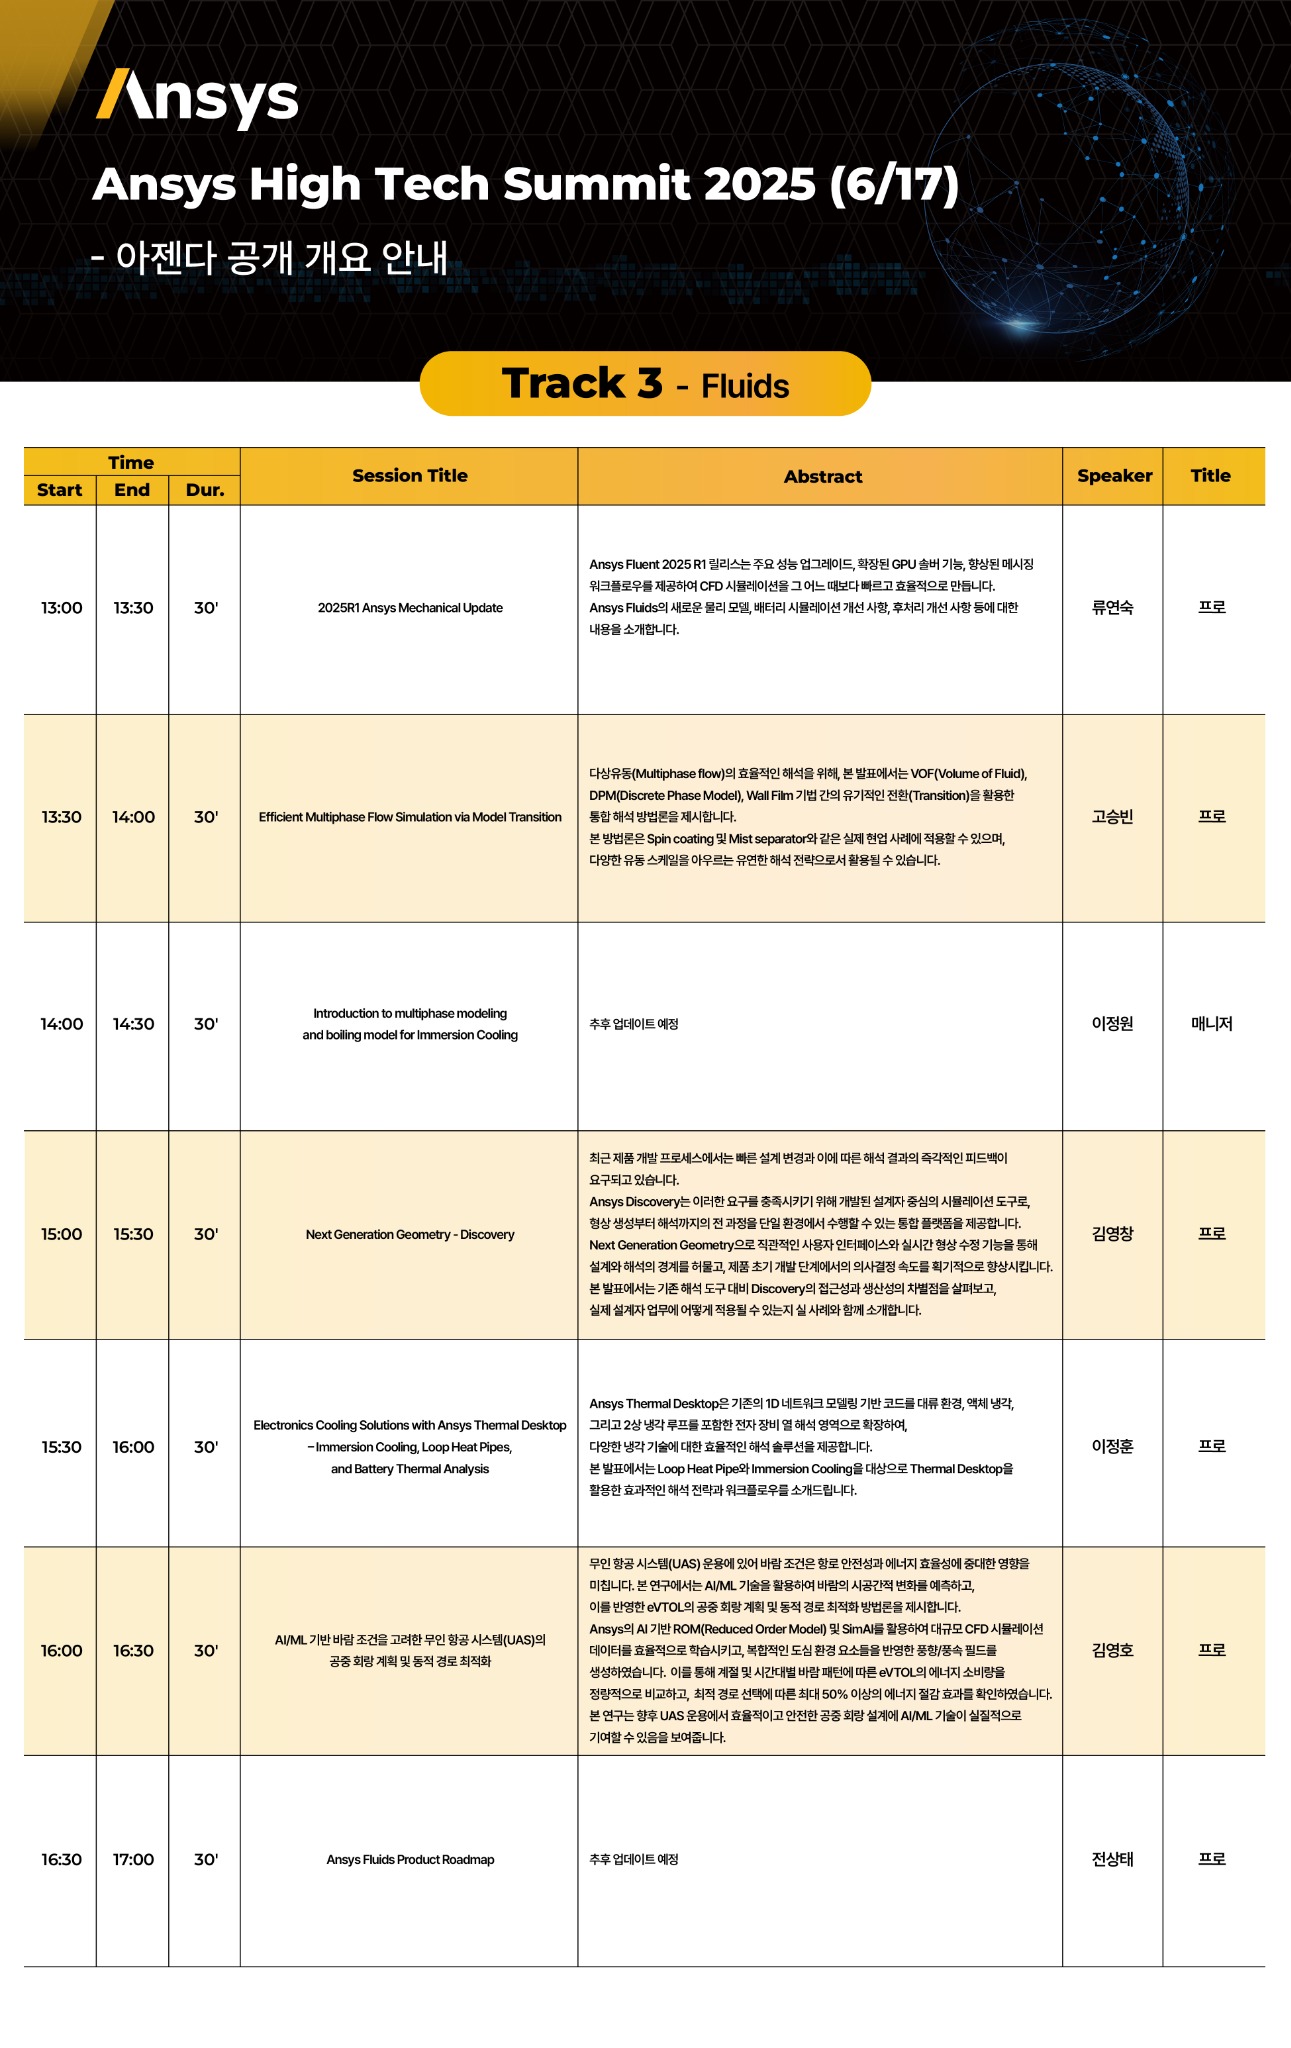 Ansys
Ansys High Tech Summit 2025 (6/17)
- 아젠다 공개 개요 안내
Track 3 - Fluids
Time
Start End Dur. Session Title Abstract Speaker Title
13:00 13:30 30' 2025R1 Ansys Mechanical Update
Ansys Fluent 2025 R1 릴리스는 주요 성능 업그레이드, 확장된 GPU 솔버 기능, 향상된 메시징
워크플로우를 제공하여 CFD 시뮬레이션을 그 어느 때보다 빠르고 효율적으로 만듭니다.
Ansys Fluids의 새로운 물리 모델, 배터리 시뮬레이션 개선 사항, 후처리 개선 사항 등에 대한
내용을 소개합니다.
류연숙 프로
13:30 14:00 30' Efficient Multiphase Flow Simulation via Model Transition
다상유동(Multiphase flow)의 효율적인 해석을 위해, 본 발표에서는 VOF(Volume of Fluid),
DPM(Discrete Phase Model), Wall Film 기법 간의 유기적인 전환(Transition)을 활용한
통합 해석 방법론을 제시합니다.
본 방법론은 Spin coating 및 Mist separator와 같은 실제 현업 사례에 적용할 수 있으며,
다양한 유동 스케일을 아우르는 유연한 해석 전략으로서 활용될 수 있습니다.
고승빈 프로
14:00 14:30 30'
Introduction to multiphase modeling
and boiling model for Immersion Cooling
추후 업데이트 예정
이정원 매니저
15:00 15:30 30' Next Generation Geometry - Discovery
최근 제품 개발 프로세스에서는 빠른 설계 변경과 이에 따른 해석 결과의 즉각적인 피드백이
요구되고 있습니다.
Ansys Discovery는 이러한 요구를 충족시키기 위해 개발된 설계자 중심의 시뮬레이션 도구로,
형상 생성부터 해석까지의 전 과정을 단일 환경에서 수행할 수 있는 통합 플랫폼을 제공합니다.
Next Generation Geometry으로 직관적인 사용자 인터페이스와 실시간 형상 수정 기능을 통해
설계와 해석의 경계를 허물고, 제품 초기 개발 단계에서의 의사결정 속도를 획기적으로 향상시킵니다.
본 발표에서는 기존 해석 도구 대비 Discovery의 접근성과 생산성의 차별점을 살펴보고,
실제 설계자 업무에 어떻게 적용될 수 있는지 실 사례와 함께 소개합니다.
김영창 프로
15:30 16:00 30'
Electronics Cooling Solutions with Ansys Thermal Desktop
– Immersion Cooling, Loop Heat Pipes,
and Battery Thermal Analysis
Ansys Thermal Desktop은 기존의 1D 네트워크 모델링 기반 코드를 대류 환경, 액체 냉각,
그리고 2상 냉각 루프를 포함한 전자 장비 열 해석 영역으로 확장하여,
다양한 냉각 기술에 대한 효율적인 해석 솔루션을 제공합니다.
본 발표에서는 Loop Heat Pipe와 Immersion Cooling을 대상으로 Thermal Desktop을
활용한 효과적인 해석 전략과 워크플로우를 소개드립니다.
이정훈 프로
16:00 16:30 30'
AI/ML 기반 바람 조건을 고려한 무인 항공 시스템(UAS)의
공중 회랑 계획 및 동적 경로 최적화
무인 항공 시스템(UAS) 운용에 있어 바람 조건은 항로 안전성과 에너지 효율성에 중대한 영향을
미칩니다. 본 연구에서는 AI/ML 기술을 활용하여 바람의 시공간적 변화를 예측하고,
이를 반영한 eVTOL의 공중 회랑 계획 및 동적 경로 최적화 방법론을 제시합니다.
Ansys의 AI 기반 ROM(Reduced Order Model) 및 SimAI를 활용하여 대규모 CFD 시뮬레이션
데이터를 효율적으로 학습시키고, 복합적인 도심 환경 요소들을 반영한 풍향/풍속 필드를
생성하였습니다. 이를 통해 계절 및 시간대별 바람 패턴에 따른 eVTOL의 에너지 소비량을
정량적으로 비교하고, 최적 경로 선택에 따른 최대 50% 이상의 에너지 절감 효과를 확인하였습니다.
본 연구는 향후 UAS 운용에서 효율적이고 안전한 공중 회랑 설계에 AI/ML 기술이 실질적으로
기여할 수 있음을 보여줍니다.
김영호 프로
16:30 17:00 30' Ansys Fluids Product Roadmap
추후 업데이트 예정
전상태 프로